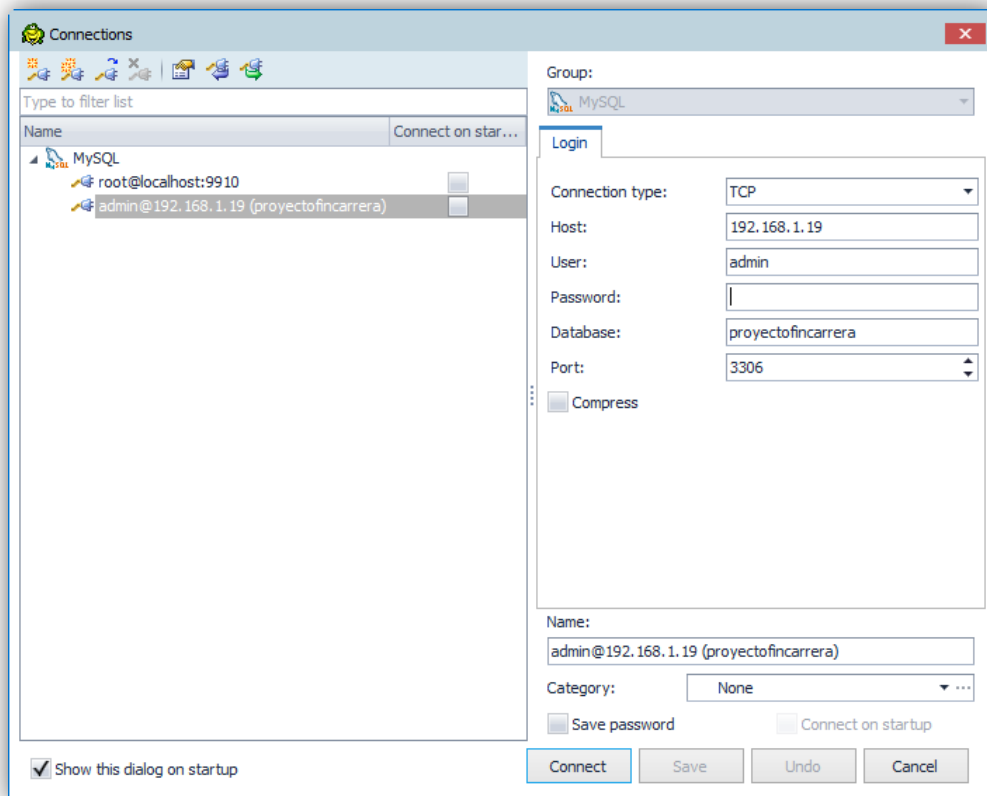 Connections
Type to filter list
Name Connect on star...
MySQL
root@localhost:9910
admin@192.168.1.19 (proyectofincarrera)
Show this dialog on startup
Group:
MySQL
Login
Connection type: TCP
Host: 192.168.1.19
User: admin
Password:
Database: proyectofincarrera
Port: 3306
Compress
Name:
admin@192.168.1.19 (proyectofincarrera)
Category: None
Save password Connect on startup
Connect Save Undo Cancel